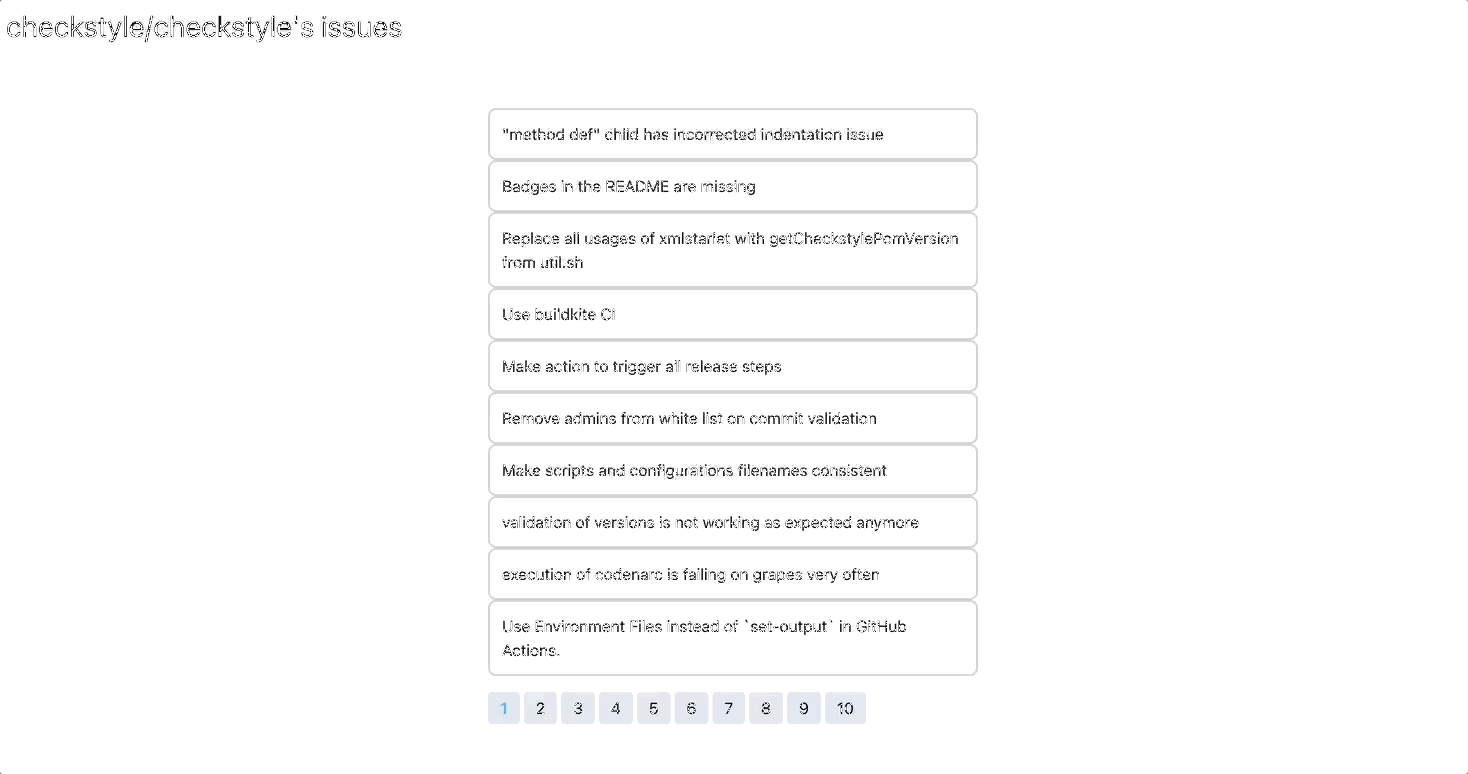 checkstyle/checkstyle's issues
"method def" child has incorrected indentation issue
Badges in the README are missing
Replace all usages of xmlstarlet with getCheckstylePomVersion
from util.sh
Use buildkite CI
Make action to trigger all release steps
Remove admins from white list on commit validation
Make scripts and configurations filenames consistent
validation of versions is not working as expected anymore
execution of codenarc is failing on grapes very often
Use Environment Files instead of `set-output` in GitHub
Actions.
1 2 3 4 5 6 7 8 9 10